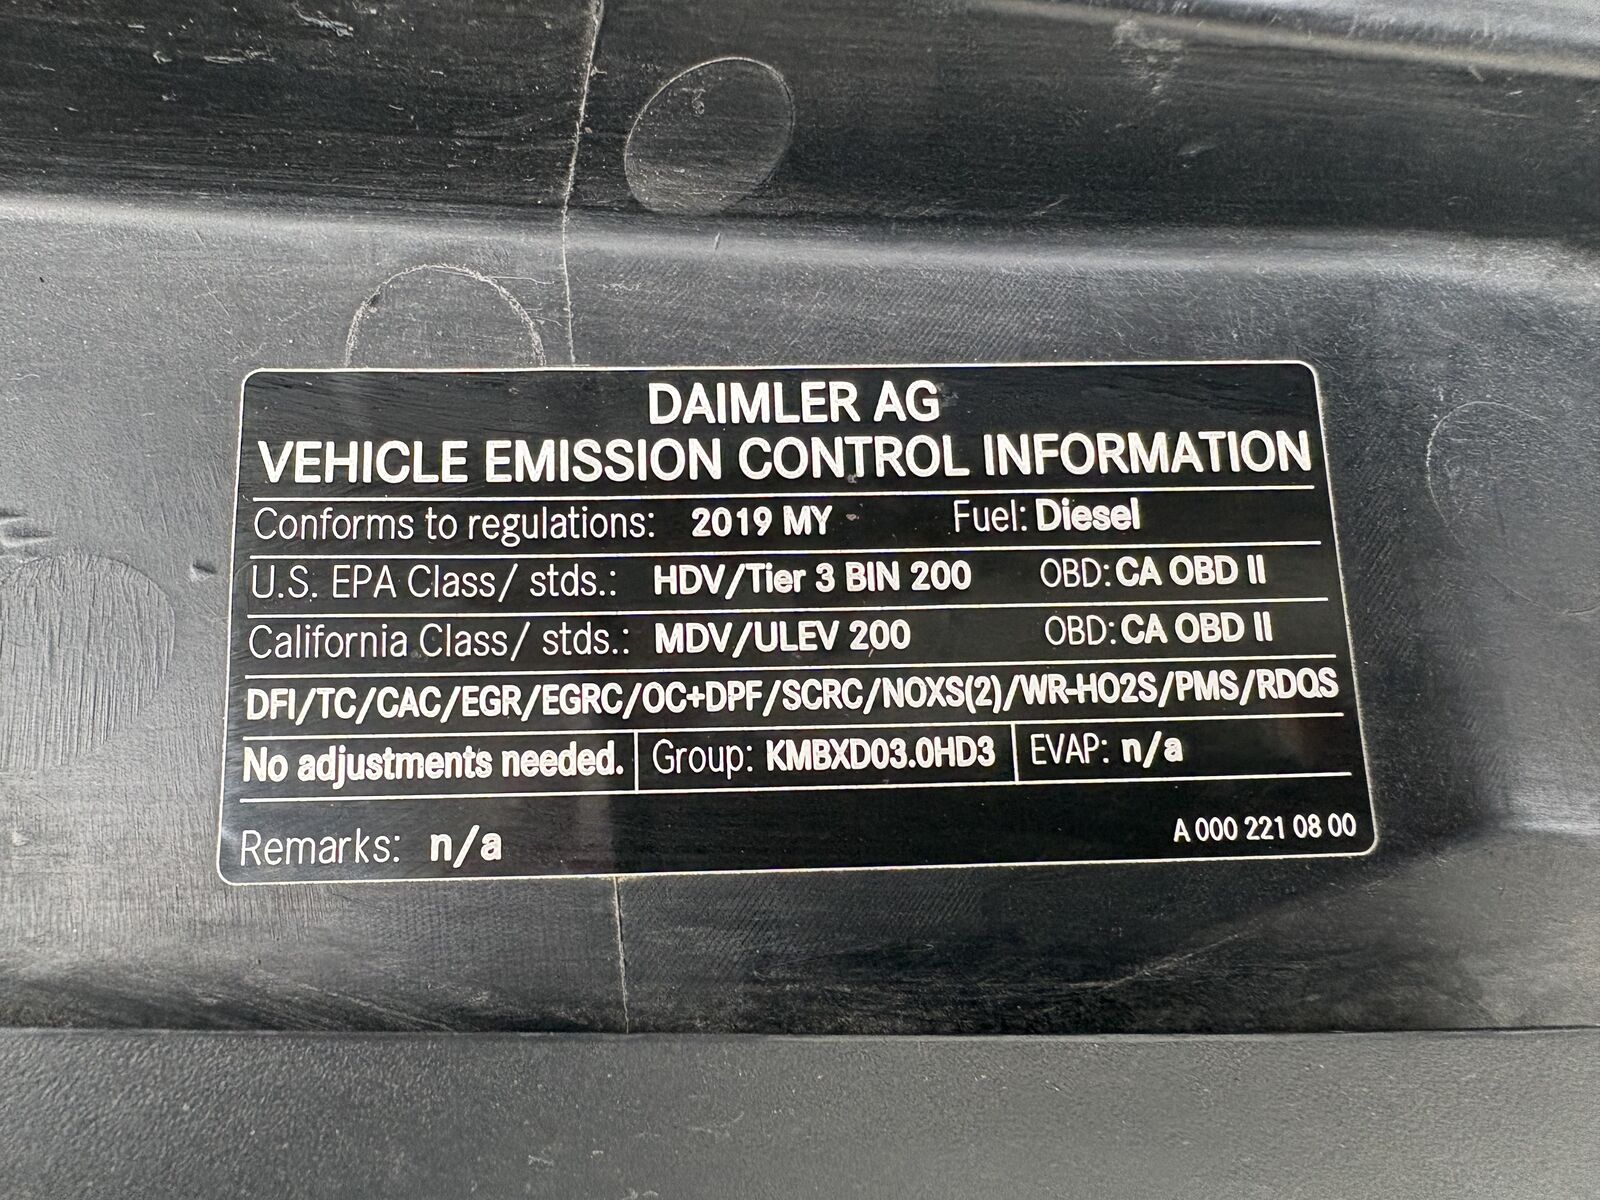 DAIMLER AG
VEHICLE EMISSION CONTROL INFORMATION
Conforms to regulations: 2019 MY Fuel: Diesel
U.S. EPA Class/ stds.: HDV/Tier 3 BIN 200 OBD: CA OBD II
California Class/ stds.: MDV/ULEV 200 OBD: CA OBD II
DFI/TC/CAC/EGR/EGRC/OC+DPF/SCRC/NOXS(2)/WR-HO2S/PMS/RDQS
No adjustments needed. Group: KMBXD03.0HD3 EVAP: n/a
Remarks: n/a A 000 221 08 00